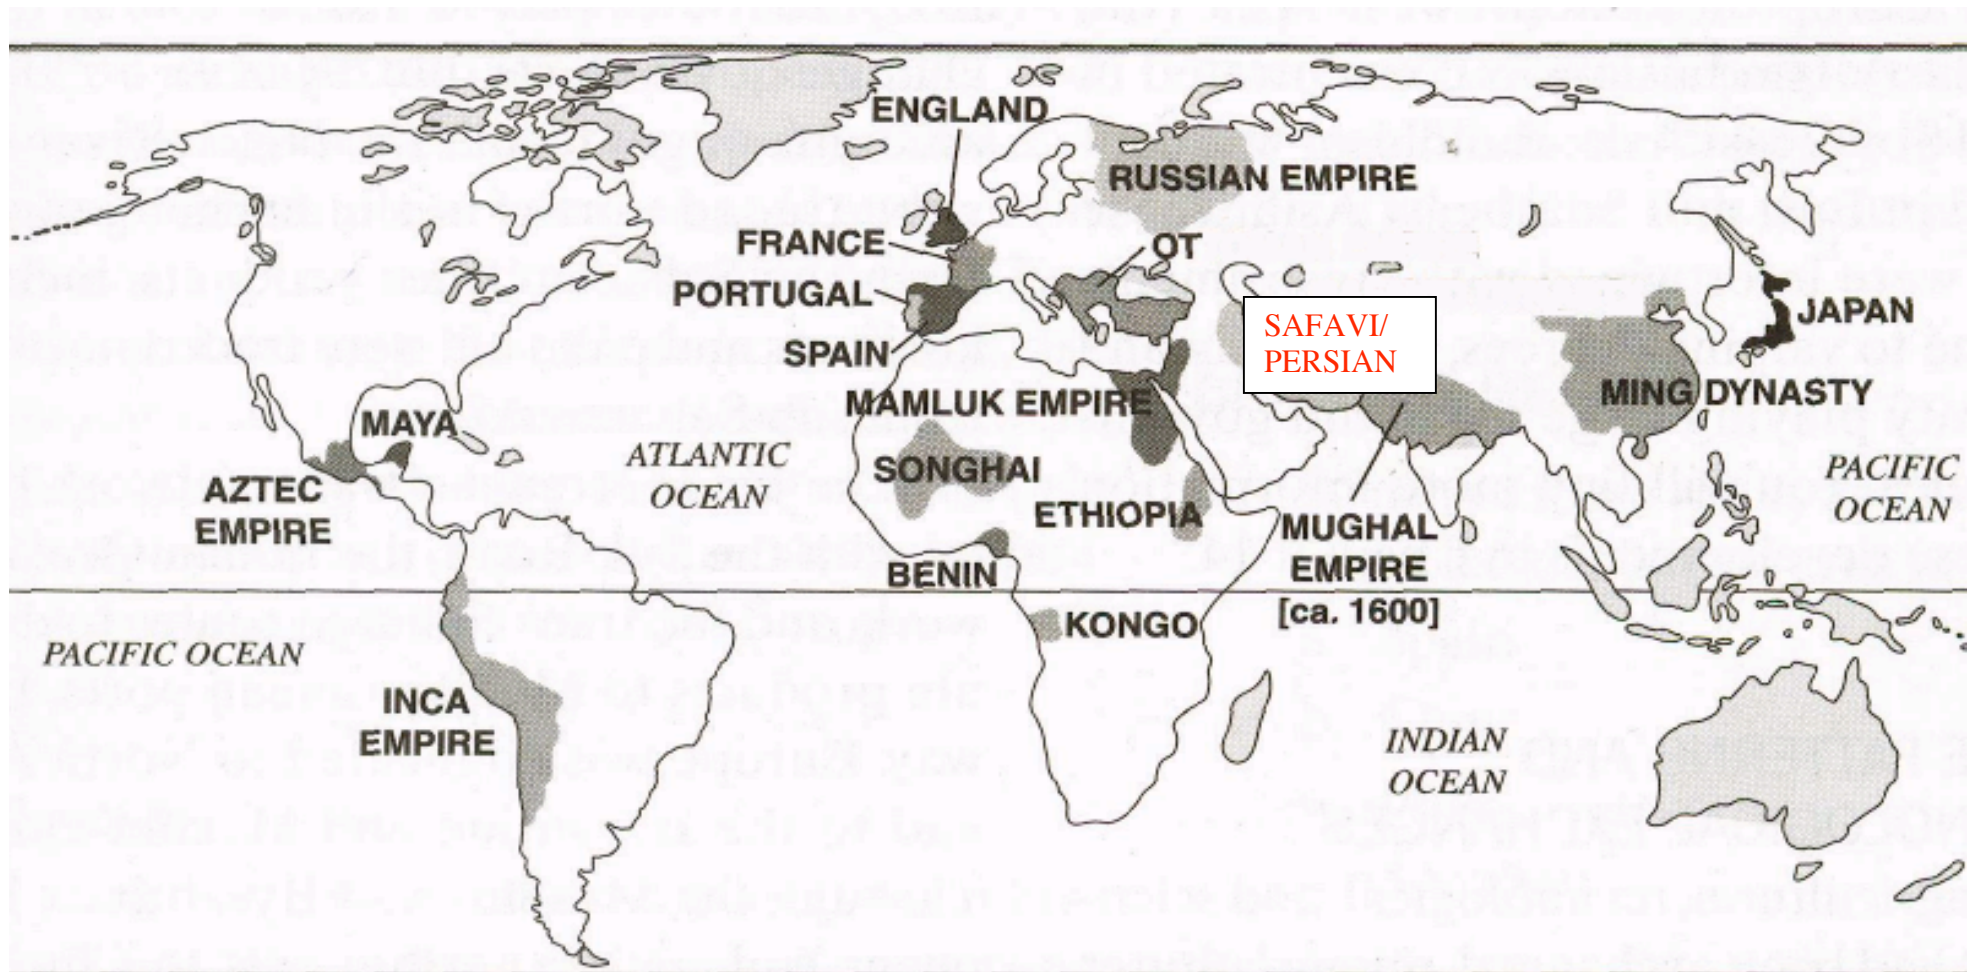 ENGLAND
RUSSIAN EMPIRE
FRANCE
OT
PORTUGAL
SPAIN
SAFAVI/
PERSIAN
JAPAN
MING DYNASTY
MAMLUK EMPIRE
MAYA
ATLANTIC
OCEAN
SONGHAI
PACIFIC
OCEAN
AZTEC
EMPIRE
ETHIOPIA
MUGHAL
EMPIRE
[ca. 1600]
BENIN
KONGO
PACIFIC OCEAN
INCA
EMPIRE
INDIAN
OCEAN